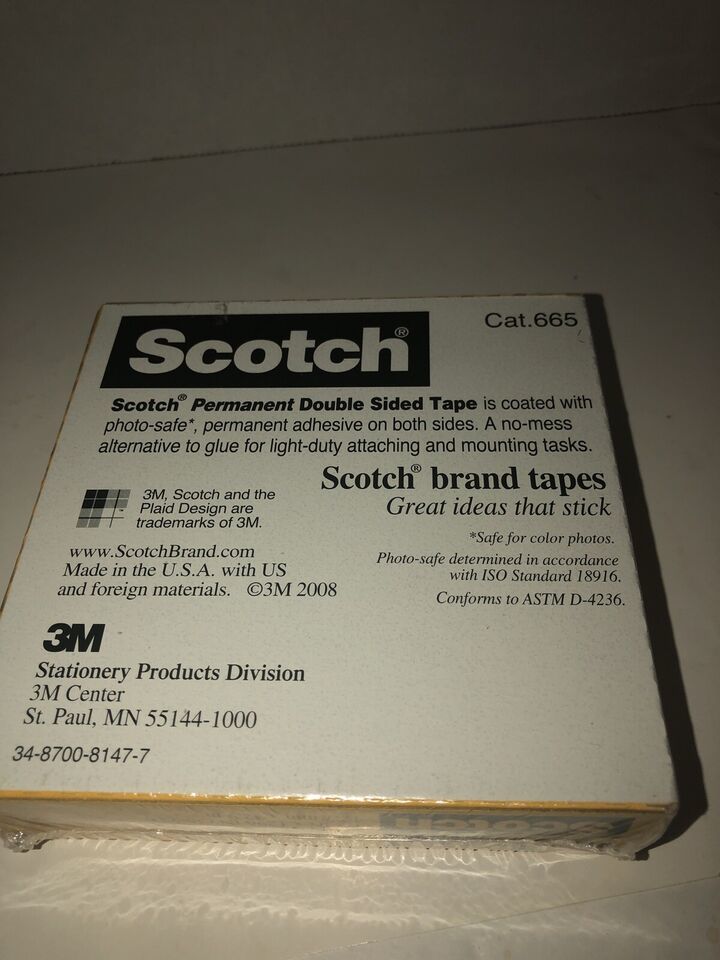 Scotch®
Cat.665
Scotch® Permanent Double Sided Tape is coated with
photo-safe*, permanent adhesive on both sides. A no-mess
alternative to glue for light-duty attaching and mounting tasks.
Scotch® brand tapes
Great ideas that stick
3M, Scotch and the
Plaid Design are
trademarks of 3M.
*Safe for color photos.
Photo-safe determined in accordance
with ISO Standard 18916.
Conforms to ASTM D-4236.
www.ScotchBrand.com
Made in the U.S.A. with US
and foreign materials. ©3M 2008
3M
Stationery Products Division
3M Center
St. Paul, MN 55144-1000
34-8700-8147-7
Scotch